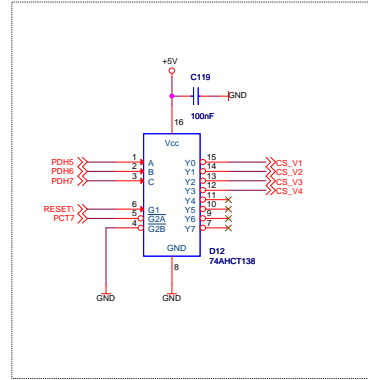 +5V
C119
GND
100nF
16
Vcc
PDH5 1 A Y0 15 CS_V1
PDH6 2 B Y1 14 CS_V2
PDH7 3 C Y2 13 CS_V3
Y3 12 CS_V4
Y4 11
RESET\ 6 G1 Y5 10
PCT7 5 G2A Y6 9
4 G2B Y7 7
GND
D12
8 74AHCT138
GND GND